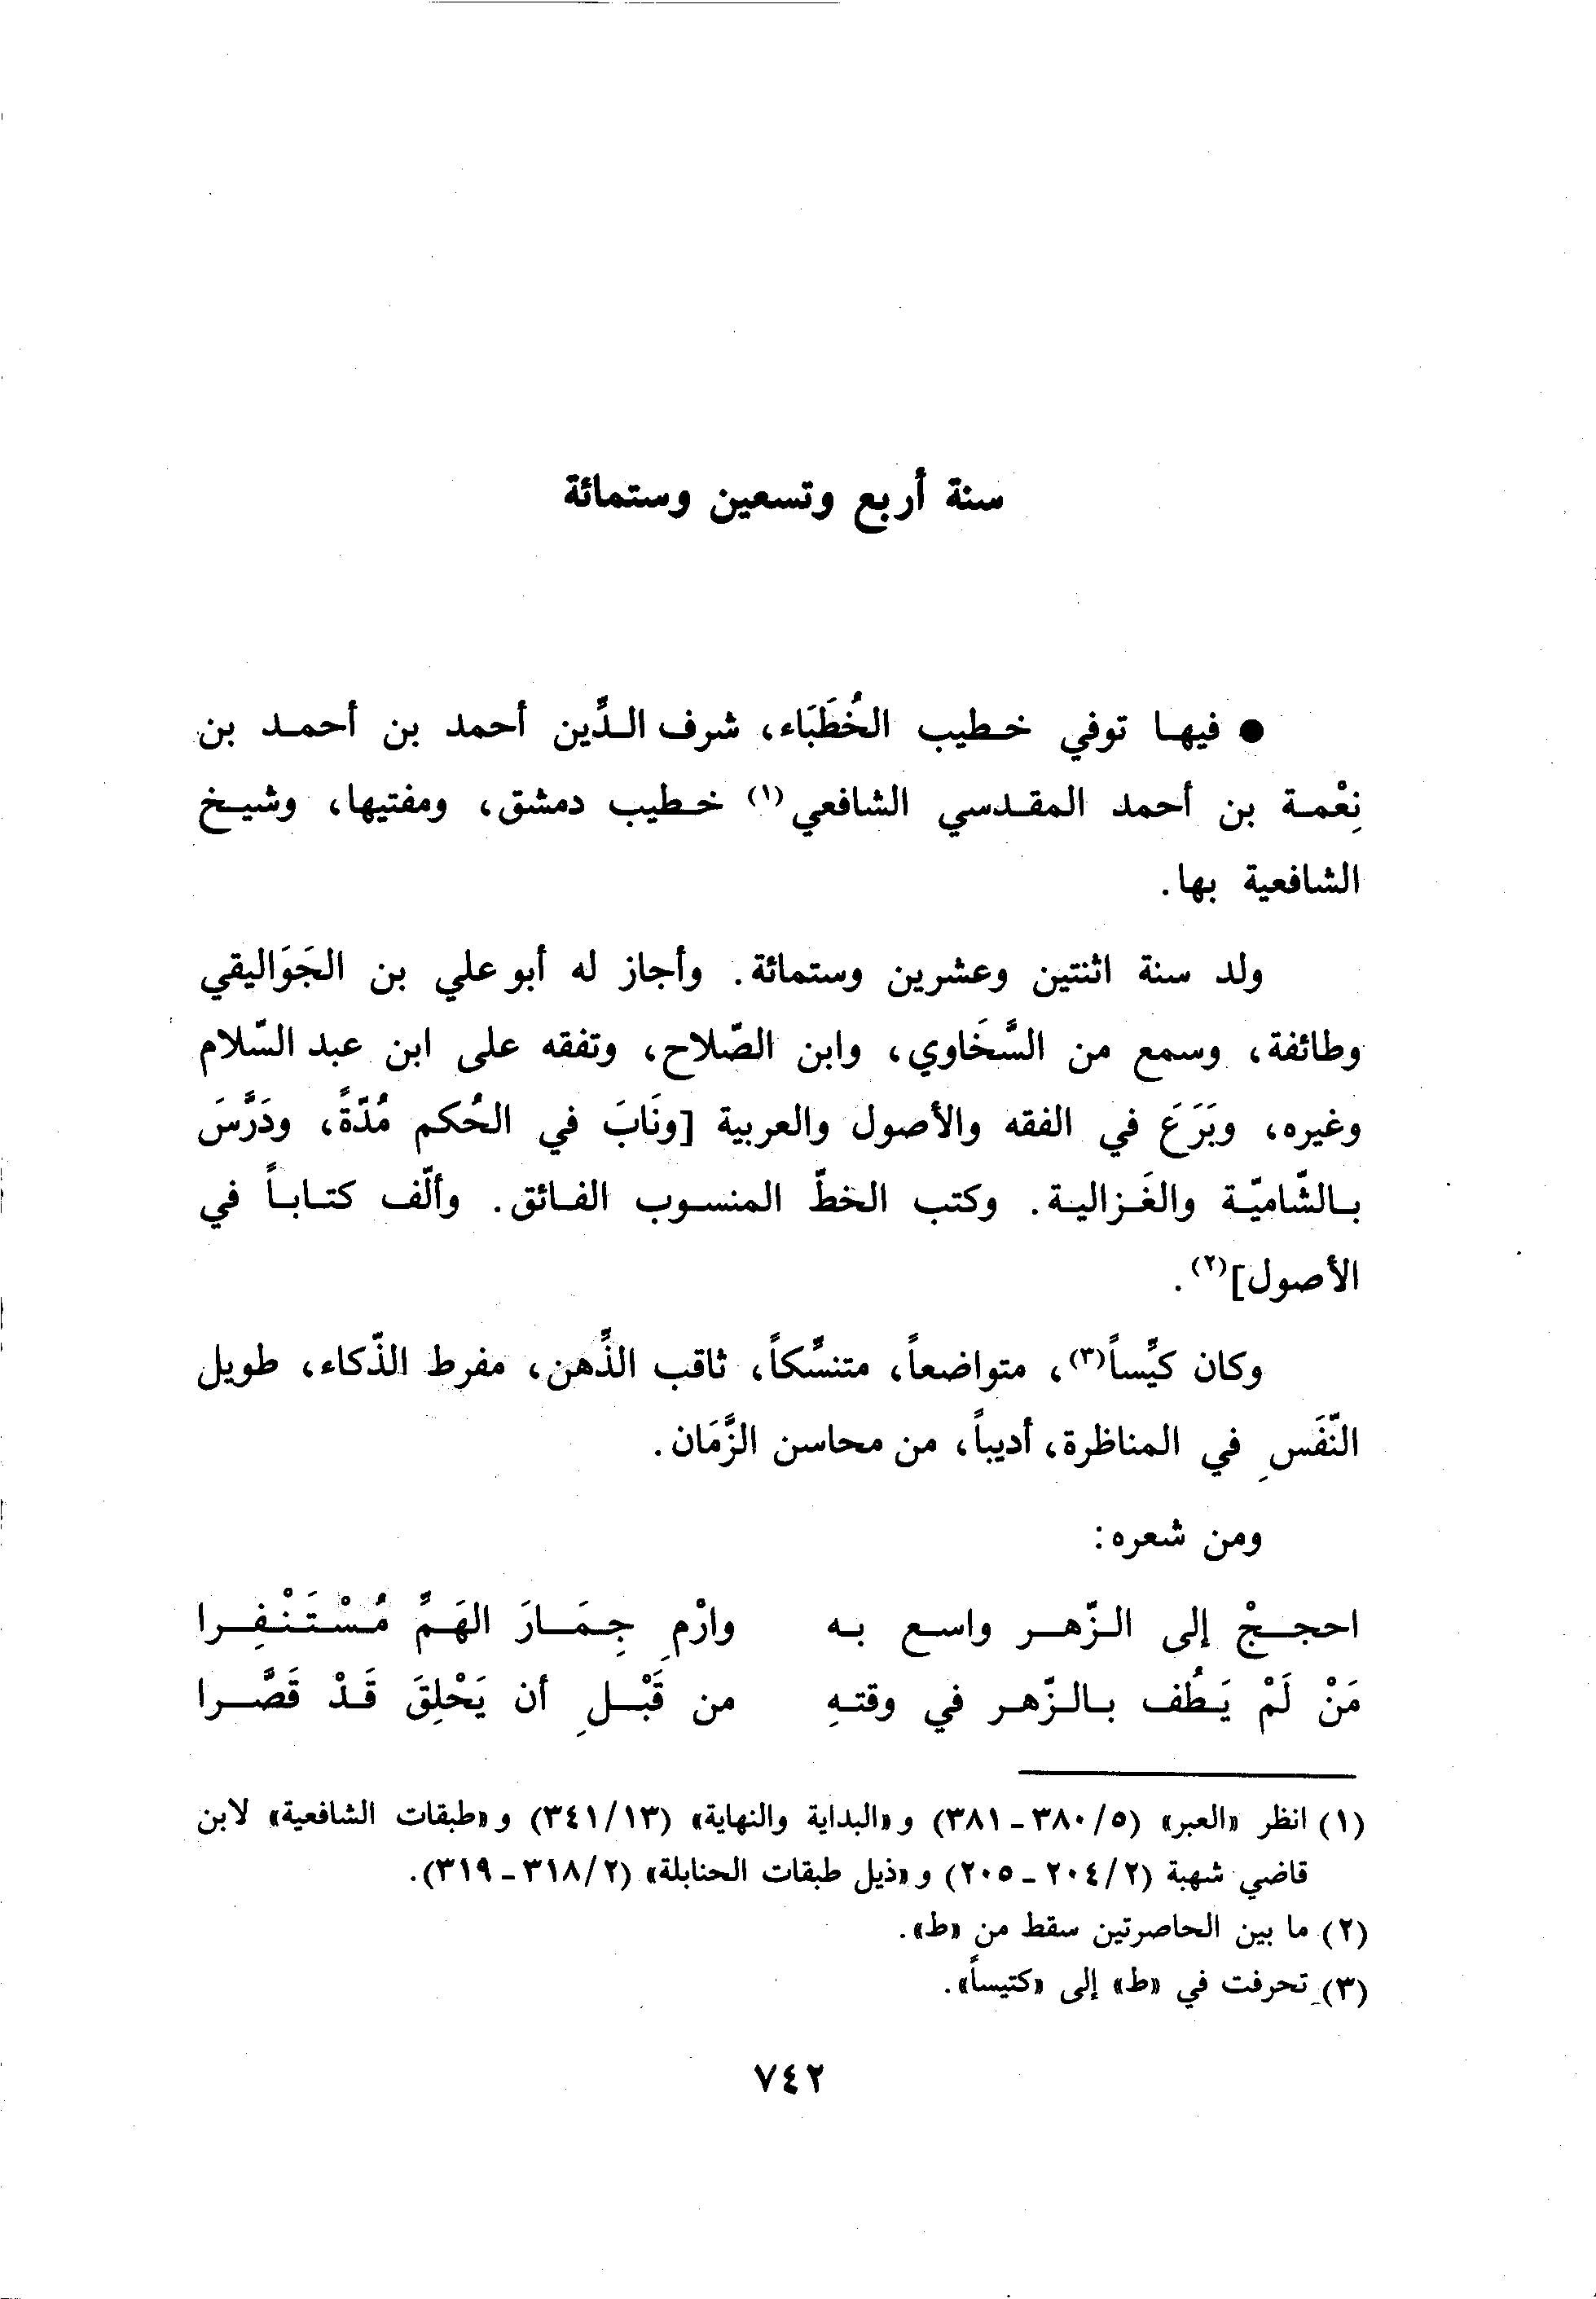 سنة أربع وتسعين وستمائة
● فيها توفي خطيب الخُطَبَاء، شرف الدِّين أحمد بن أحمد بن
نِعْمة بن أحمد المقدسي الشافعي(١) خطيب دمشق، ومفتيها، وشيخ
الشافعية بها.
ولد سنة اثنتين وعشرين وستمائة. وأجاز له أبو علي بن الجَوَاليقي
وطائفة، وسمع من السَّخَاوي، وابن الصّلاح، وتفقه على ابن عبد السّلام
وغيره، وبَرَعَ في الفقه والأصول والعربية [ونَابَ في الحُكم مُدّةً، ودَرَّسَ
بالشّاميّة والغَزالية. وكتب الخطّ المنسوب الفائق. وألّف كتاباً في
الأصول](٢).
وكان كيِّساً(٣)، متواضعاً، متنسِّكاً، ثاقب الذِّهن، مفرط الذّكاء، طويل
النّفَسِ في المناظرة، أديباً، من محاسن الزَّمَان.
ومن شعره:
احججْ إلى الزّهر واسع به وارْمِ جِمَارَ الهَمِّ مُسْتَنْفِرا
مَنْ لَمْ يَطُف بالزّهر في وقتهِ من قَبْلِ أن يَحْلِقَ قَدْ قَصَّرا
(١) انظر «العبر» (٥/ ٣٨٠ - ٣٨١) و«البداية والنهاية» (١٣/ ٣٤١) و«طبقات الشافعية» لابن
قاضي شهبة (٢/ ٢٠٤ - ٢٠٥) و«ذيل طبقات الحنابلة» (٢/ ٣١٨ - ٣١٩).
(٢) ما بين الحاصرتين سقط من «ط».
(٣) تحرفت في «ط» إلى «كتيساً».
٧٤٢